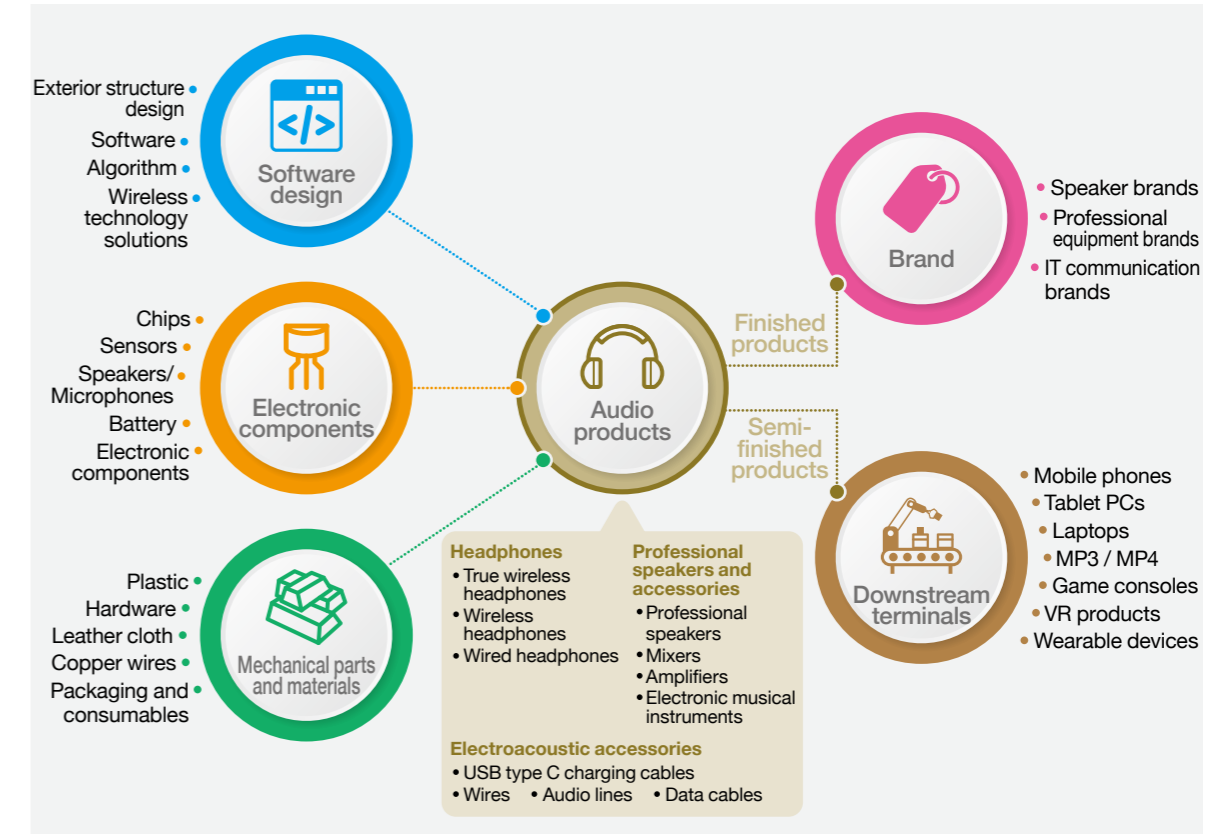 Exterior structure
design
Software
Algorithm
Wireless
technology
solutions
</>
Software
design
Chips
Sensors
Speakers/
Microphones
Battery
Electronic
components
Electronic
components
Plastic
Hardware
Leather cloth
Copper wires
Packaging and
consumables
Mechanical parts
and materials
Audio
products
Finished
products
Semi-
finished
products
Brand
• Speaker brands
• Professional
equipment brands
• IT communication
brands
Downstream
terminals
• Mobile phones
• Tablet PCs
• Laptops
• MP3 / MP4
• Game consoles
• VR products
• Wearable devices
Headphones
• True wireless
headphones
• Wireless
headphones
• Wired headphones
Professional
speakers and
accessories
• Professional
speakers
• Mixers
• Amplifiers
• Electronic musical
instruments
Electroacoustic accessories
• USB type C charging cables
• Wires • Audio lines • Data cables